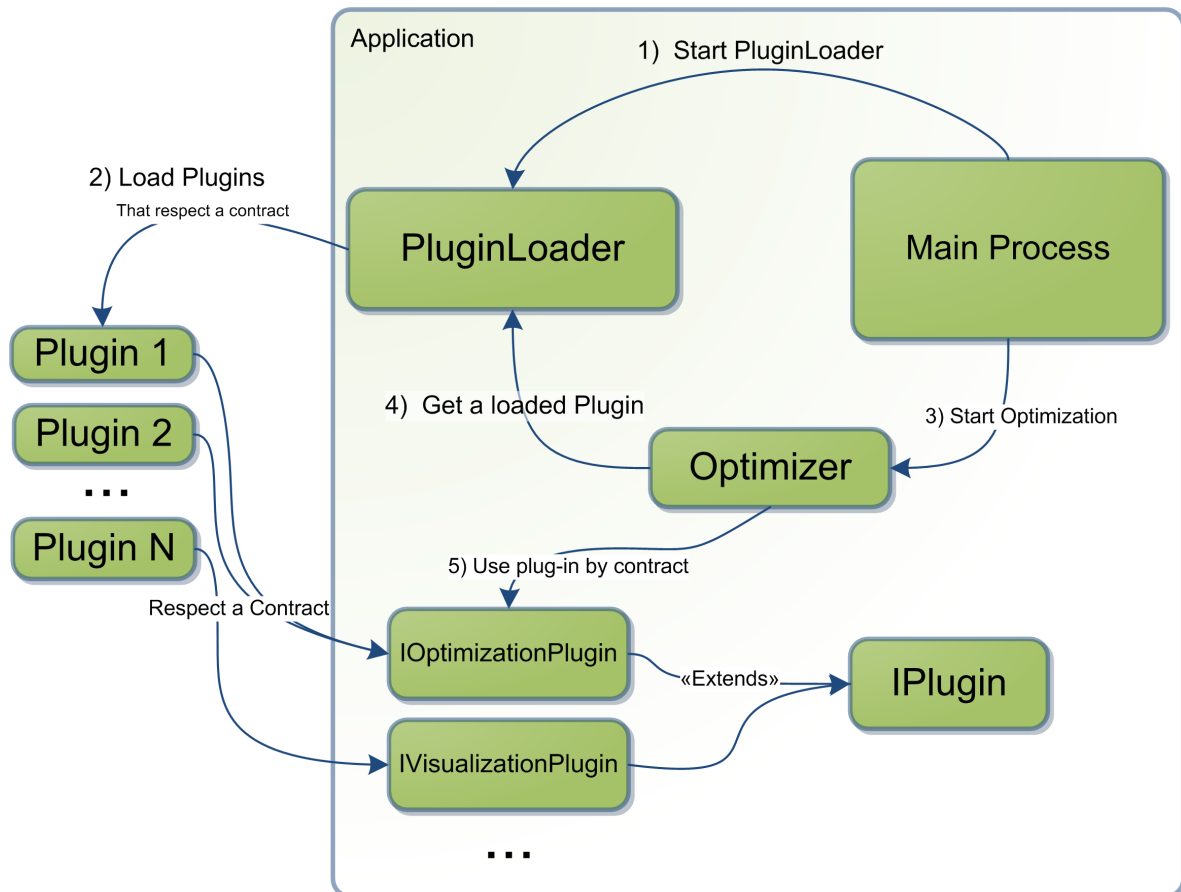 Application
1) Start PluginLoader
2) Load Plugins
That respect a contract
PluginLoader
Main Process
Plugin 1
4) Get a loaded Plugin
3) Start Optimization
Plugin 2
...
Optimizer
Plugin N
5) Use plug-in by contract
Respect a Contract
IOptimizationPlugin
«Extends»
IPlugin
IVisualizationPlugin
...